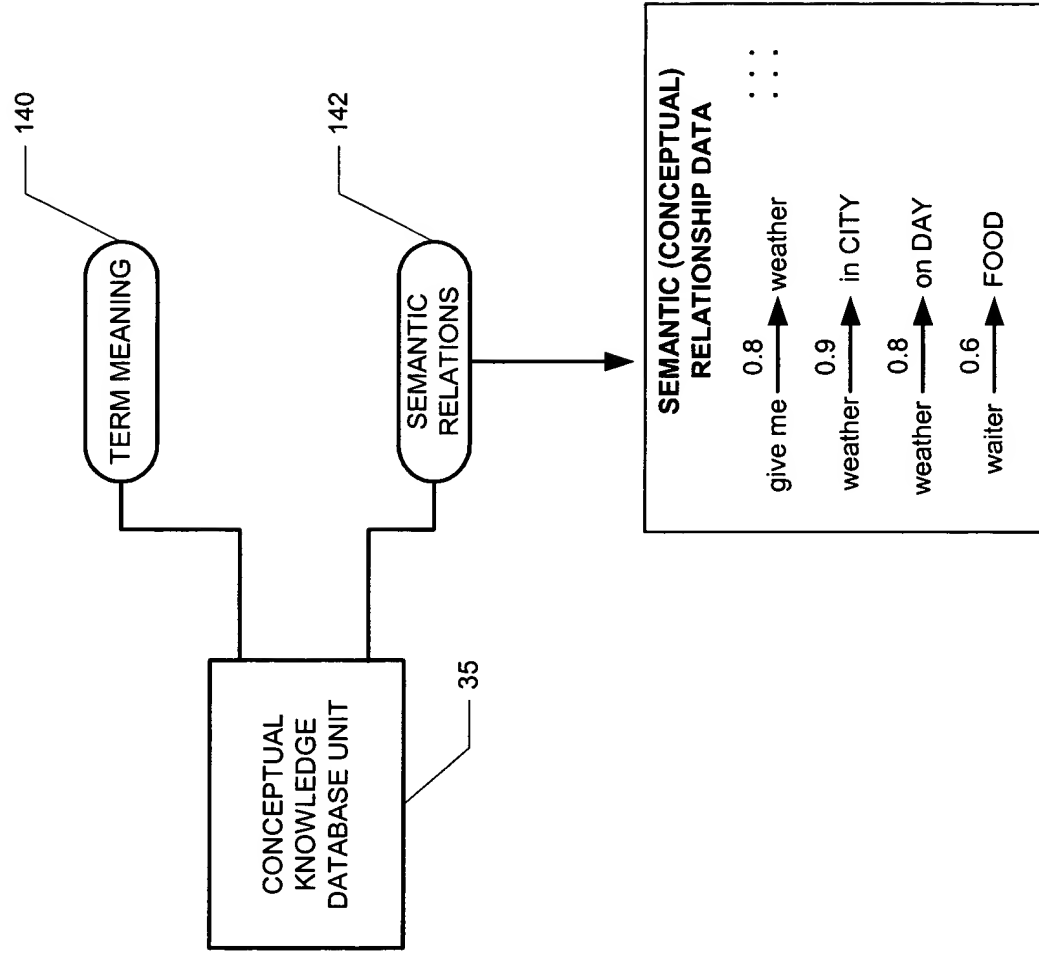 CONCEPTUAL
KNOWLEDGE
DATABASE UNIT
35
TERM MEANING
140
SEMANTIC
RELATIONS
142
SEMANTIC (CONCEPTUAL)
RELATIONSHIP DATA
give me 0.8 weather
weather 0.9 in CITY
weather 0.8 on DAY
waiter 0.6 FOOD
. . .
. . .